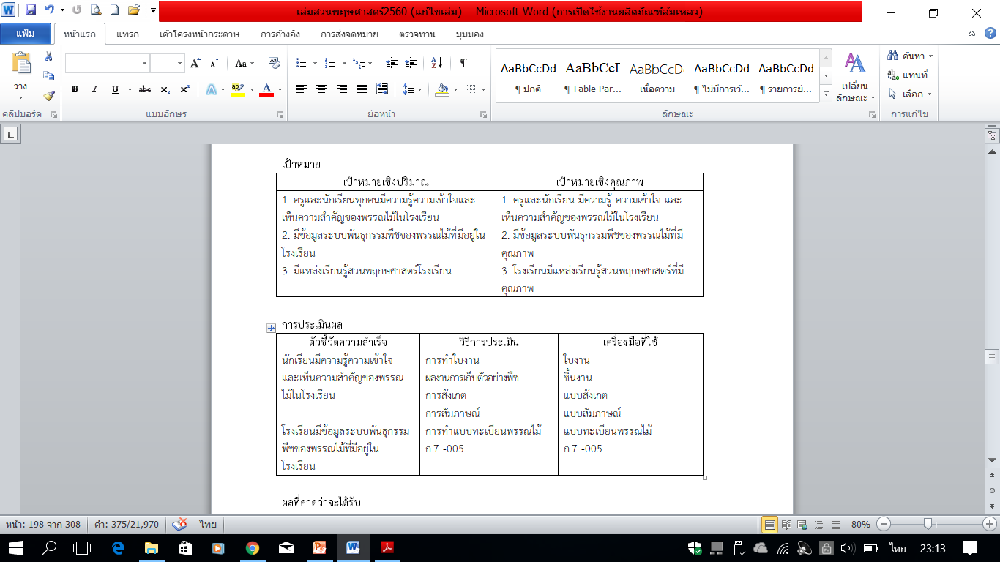 เล่มสวนพฤษศาสตร์2560 (แก้ไขเล่ม) - Microsoft Word (การเปิดใช้งานผลิตภัณฑ์ล้มเหลว)
แฟ้ม หน้าแรก แทรก เค้าโครงหน้ากระดาษ การอ้างอิง การส่งจดหมาย ตรวจทาน มุมมอง
AaBbCcDd AaBbCcI AaBbCcDd AaBbCcDd AaBbCcDd
วาง ¶ ปกติ ¶ Table Par... เนื้อความ ¶ ไม่มีการเว้... ¶ รายการย่... เปลี่ยนลักษณะ
ค้นหา
แทนที่
เลือก
คลิปบอร์ด แบบอักษร ย่อหน้า ลักษณะ การแก้ไข
เป้าหมาย
เป้าหมายเชิงปริมาณ เป้าหมายเชิงคุณภาพ
1. ครูและนักเรียนทุกคนมีความรู้ความเข้าใจและ
เห็นความสำคัญของพรรณไม้ในโรงเรียน
2. มีข้อมูลระบบพันธุกรรมพืชของพรรณไม้ที่มีอยู่ใน
โรงเรียน
3. มีแหล่งเรียนรู้สวนพฤกษศาสตร์โรงเรียน
1. ครูและนักเรียน มีความรู้ ความเข้าใจ และ
เห็นความสำคัญของพรรณไม้ในโรงเรียน
2. มีข้อมูลระบบพันธุกรรมพืชของพรรณไม้ที่มี
คุณภาพ
3. โรงเรียนมีแหล่งเรียนรู้สวนพฤกษศาสตร์ที่มี
คุณภาพ
การประเมินผล
ตัวชี้วัดความสำเร็จ วิธีการประเมิน เครื่องมือที่ใช้
นักเรียนมีความรู้ความเข้าใจ
และเห็นความสำคัญของพรรณ
ไม้ในโรงเรียน
การทำใบงาน
ผลงานการเก็บตัวอย่างพืช
การสังเกต
การสัมภาษณ์
ใบงาน
ชิ้นงาน
แบบสังเกต
แบบสัมภาษณ์
โรงเรียนมีข้อมูลระบบพันธุกรรม
พืชของพรรณไม้ที่มีอยู่ใน
โรงเรียน
การทำแบบทะเบียนพรรณไม้
ก.7 -005
แบบทะเบียนพรรณไม้
ก.7 -005
ผลที่คาดว่าจะได้รับ
หน้า: 198 จาก 308 คำ: 375/21,970 ไทย 80%
ไทย 23:13